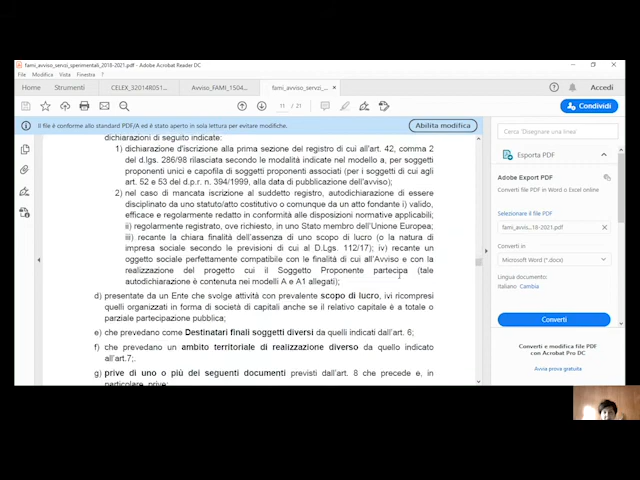 fami_avviso_servizi_sperimentali_2018-2021.pdf - Adobe Acrobat Reader DC
File Modifica Vista Finestra ?
Home Strumenti CELEX_32014R051... Avviso_FAMI_1504... fami_avviso_servizi_... × Accedi
11 / 21 Condividi
Il file è conforme allo standard PDF/A ed è stato aperto in sola lettura per evitare modifiche. Abilita modifica
dichiarazioni di seguito indicate:
1) dichiarazione d'iscrizione alla prima sezione del registro di cui all'art. 42, comma 2
del d.lgs. 286/98 rilasciata secondo le modalità indicate nel modello a, per soggetti
proponenti unici e capofila di soggetti proponenti associati (per i soggetti di cui agli
art. 52 e 53 del d.p.r. n. 394/1999, alla data di pubblicazione dell'avviso);
2) nel caso di mancata iscrizione al suddetto registro, autodichiarazione di essere
disciplinato da uno statuto/atto costitutivo o comunque da un atto fondante i) valido,
efficace e regolarmente redatto in conformità alle disposizioni normative applicabili;
ii) regolarmente registrato, ove richiesto, in uno Stato membro dell'Unione Europea;
iii) recante la chiara finalità dell'assenza di uno scopo di lucro (o la natura di
impresa sociale secondo le previsioni di cui al D.Lgs. 112/17); iv) recante un
oggetto sociale perfettamente compatibile con le finalità di cui all'Avviso e con la
realizzazione del progetto cui il Soggetto Proponente partecipa (tale
autodichiarazione è contenuta nei modelli A e A1 allegati);
d) presentate da un Ente che svolge attività con prevalente scopo di lucro, ivi ricompresi
quelli organizzati in forma di società di capitali anche se il relativo capitale è a totale o
parziale partecipazione pubblica;
e) che prevedano come Destinatari finali soggetti diversi da quelli indicati dall'art. 6;
f) che prevedano un ambito territoriale di realizzazione diverso da quello indicato
all'art.7;.
g) prive di uno o più dei seguenti documenti previsti dall'art. 8 che precede e, in
particolare, prive:
Cerca 'Disegnare una linea'
Esporta PDF
Adobe Export PDF
Converti file PDF in Word o Excel online
Selezionare il file PDF
fami_avvis...18-2021.pdf ×
Converti in
Microsoft Word (*.docx)
Lingua documento:
Italiano Cambia
Converti
Converti e modifica file PDF
con Acrobat Pro DC
Avvia prova gratuita